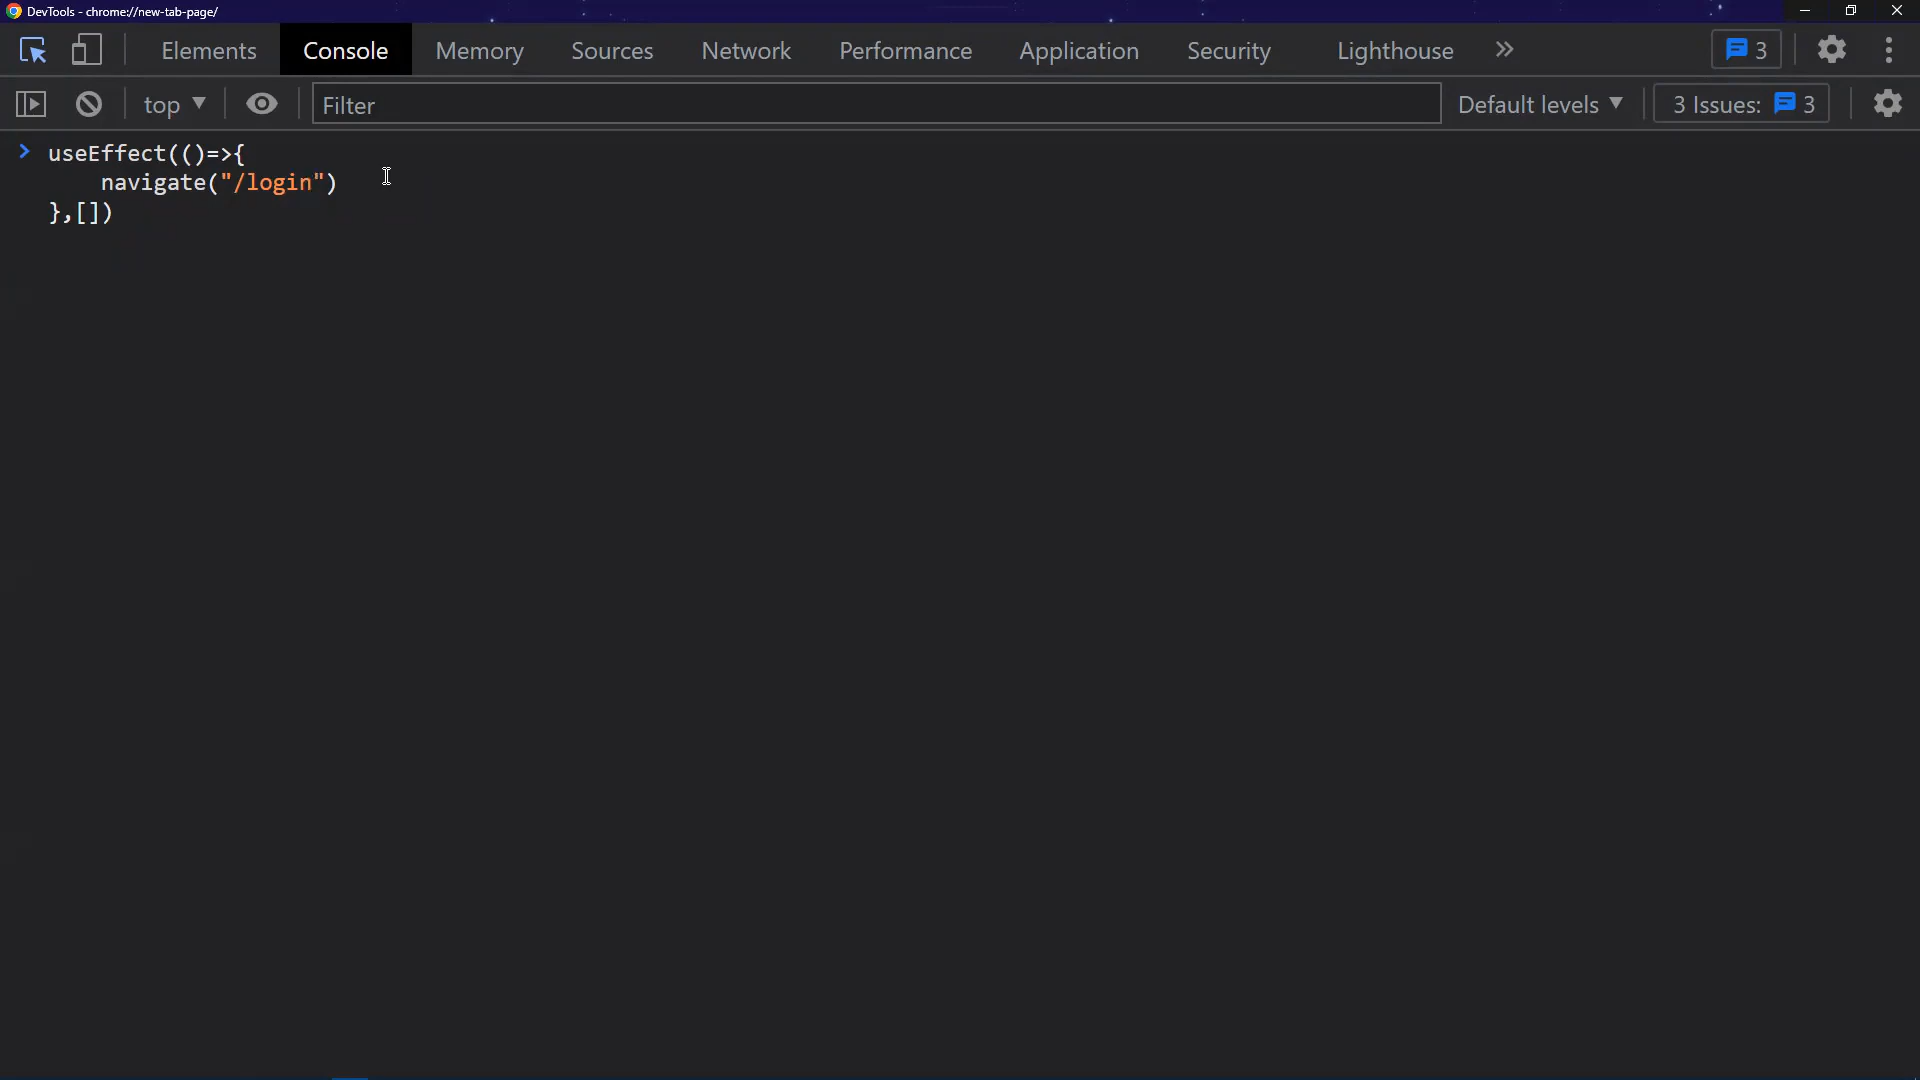 DevTools - chrome://new-tab-page/
Elements Console Memory Sources Network Performance Application Security Lighthouse 3
top Filter Default levels 3 Issues: 3
useEffect(()=>{
navigate("/login")
},[])